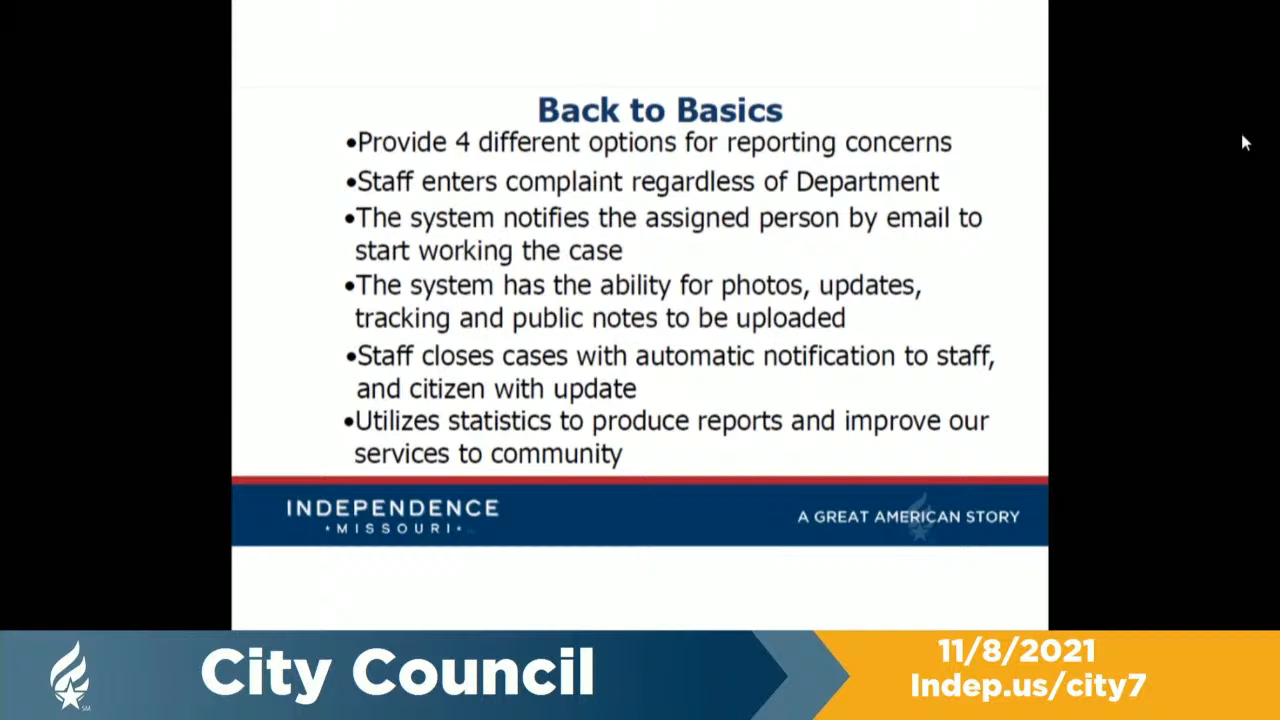 Back to Basics
•Provide 4 different options for reporting concerns
•Staff enters complaint regardless of Department
•The system notifies the assigned person by email to
start working the case
•The system has the ability for photos, updates,
tracking and public notes to be uploaded
•Staff closes cases with automatic notification to staff,
and citizen with update
•Utilizes statistics to produce reports and improve our
services to community
INDEPENDENCE
•MISSOURI•
A GREAT AMERICAN STORY
City Council
11/8/2021
Indep.us/city7
SM